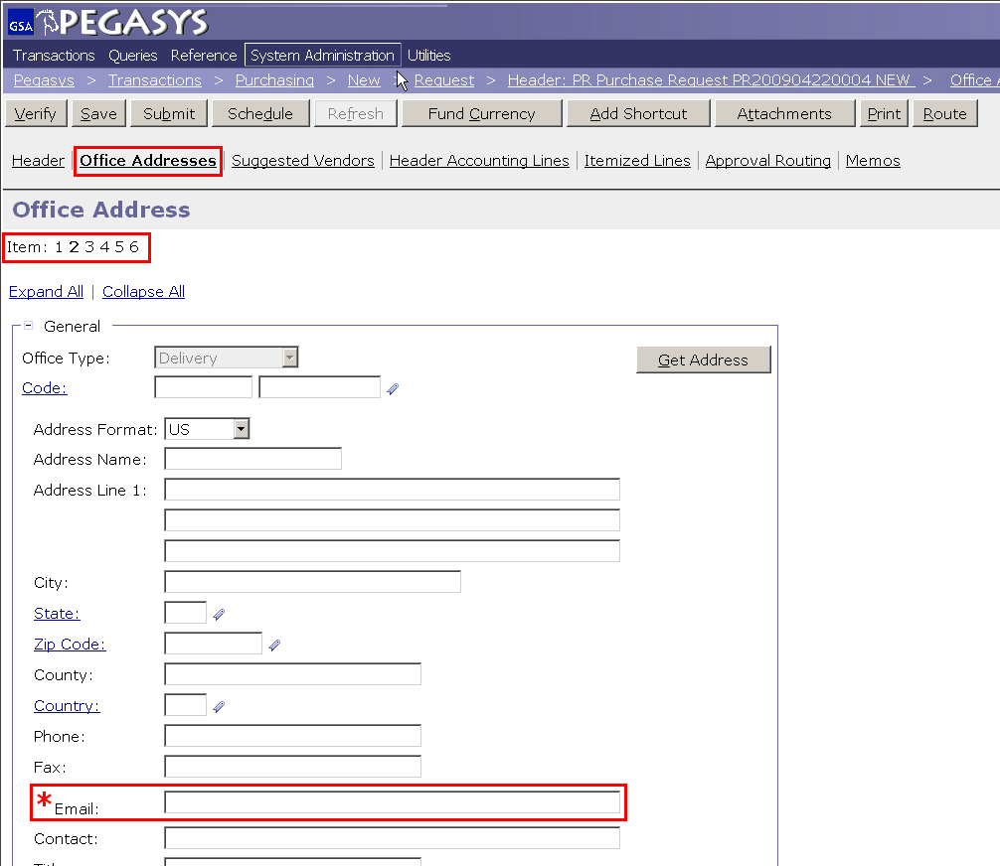 GSA PEGASYS
Transactions Queries Reference System Administration Utilities
Pegasys > Transactions > Purchasing > New > Request > Header: PR Purchase Request PR200904220004 NEW > Office A
Verify Save Submit Schedule Refresh Fund Currency Add Shortcut Attachments Print Route
Header | Office Addresses | Suggested Vendors | Header Accounting Lines | Itemized Lines | Approval Routing | Memos
Office Address
Item: 1 2 3 4 5 6
Expand All | Collapse All
General
Office Type: Delivery Get Address
Code:
Address Format: US
Address Name:
Address Line 1:
City:
State:
Zip Code:
County:
Country:
Phone:
Fax:
* Email:
Contact: